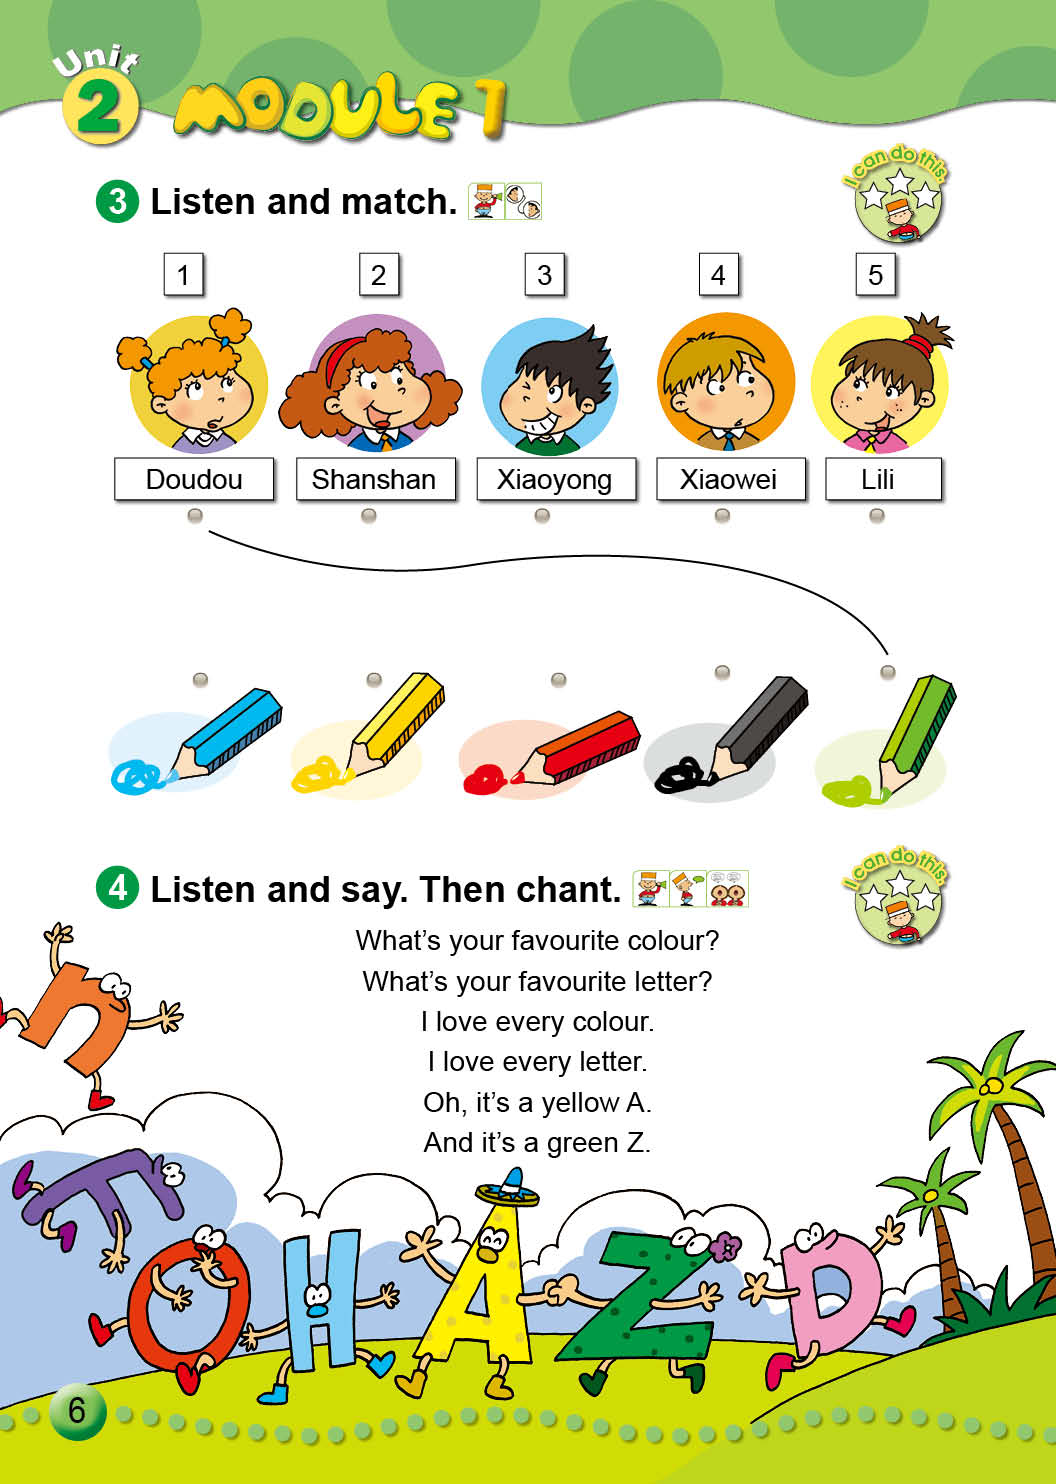 Unit
2
MODULE 1
3 Listen and match.
I can do this.
1 2 3 4 5
Doudou Shanshan Xiaoyong Xiaowei Lili
4 Listen and say. Then chant.
I can do this.
What's your favourite colour?
What's your favourite letter?
I love every colour.
I love every letter.
Oh, it's a yellow A.
And it's a green Z.
n
F
O H A Z D
6